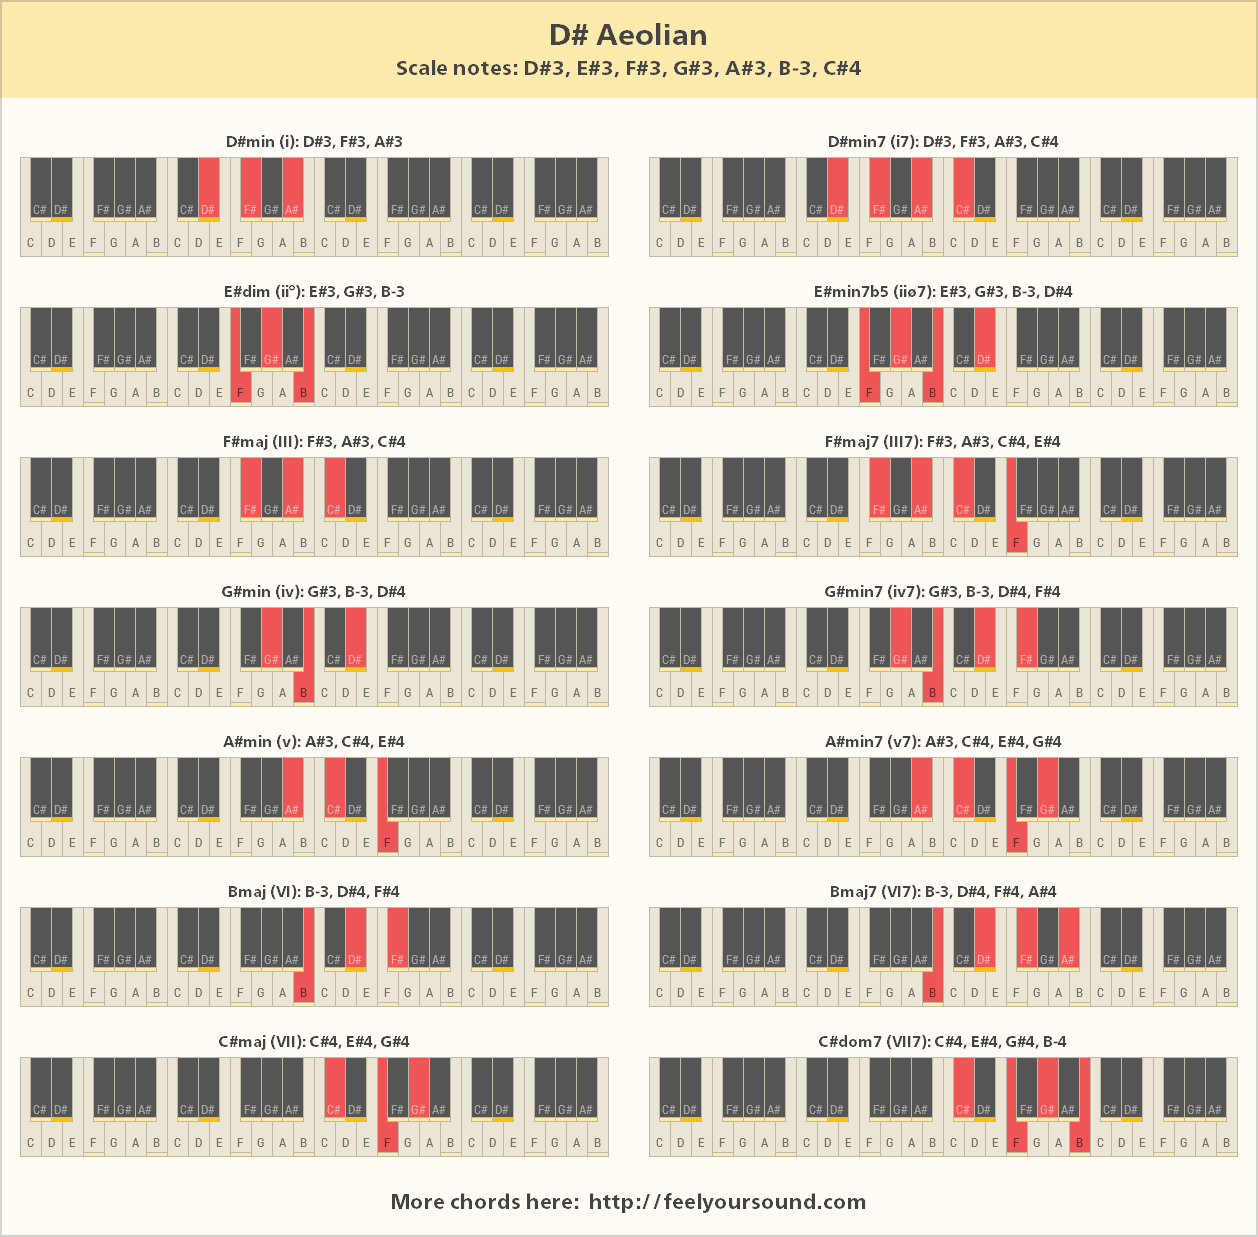 D# Aeolian
Scale notes: D#3, E#3, F#3, G#3, A#3, B-3, C#4
D#min (i): D#3, F#3, A#3
C# D# F# G# A# C# D# F# G# A# C# D# F# G# A# C# D# F# G# A#
C D E F G A B C D E F G A B C D E F G A B C D E F G A B
D#min7 (i7): D#3, F#3, A#3, C#4
C# D# F# G# A# C# D# F# G# A# C# D# F# G# A# C# D# F# G# A#
C D E F G A B C D E F G A B C D E F G A B C D E F G A B
E#dim (ii°): E#3, G#3, B-3
C# D# F# G# A# C# D# F# G# A# C# D# F# G# A# C# D# F# G# A#
C D E F G A B C D E F G A B C D E F G A B C D E F G A B
E#min7b5 (iiø7): E#3, G#3, B-3, D#4
C# D# F# G# A# C# D# F# G# A# C# D# F# G# A# C# D# F# G# A#
C D E F G A B C D E F G A B C D E F G A B C D E F G A B
F#maj (III): F#3, A#3, C#4
C# D# F# G# A# C# D# F# G# A# C# D# F# G# A# C# D# F# G# A#
C D E F G A B C D E F G A B C D E F G A B C D E F G A B
F#maj7 (III7): F#3, A#3, C#4, E#4
C# D# F# G# A# C# D# F# G# A# C# D# F# G# A# C# D# F# G# A#
C D E F G A B C D E F G A B C D E F G A B C D E F G A B
G#min (iv): G#3, B-3, D#4
C# D# F# G# A# C# D# F# G# A# C# D# F# G# A# C# D# F# G# A#
C D E F G A B C D E F G A B C D E F G A B C D E F G A B
G#min7 (iv7): G#3, B-3, D#4, F#4
C# D# F# G# A# C# D# F# G# A# C# D# F# G# A# C# D# F# G# A#
C D E F G A B C D E F G A B C D E F G A B C D E F G A B
A#min (v): A#3, C#4, E#4
C# D# F# G# A# C# D# F# G# A# C# D# F# G# A# C# D# F# G# A#
C D E F G A B C D E F G A B C D E F G A B C D E F G A B
A#min7 (v7): A#3, C#4, E#4, G#4
C# D# F# G# A# C# D# F# G# A# C# D# F# G# A# C# D# F# G# A#
C D E F G A B C D E F G A B C D E F G A B C D E F G A B
Bmaj (VI): B-3, D#4, F#4
C# D# F# G# A# C# D# F# G# A# C# D# F# G# A# C# D# F# G# A#
C D E F G A B C D E F G A B C D E F G A B C D E F G A B
Bmaj7 (VI7): B-3, D#4, F#4, A#4
C# D# F# G# A# C# D# F# G# A# C# D# F# G# A# C# D# F# G# A#
C D E F G A B C D E F G A B C D E F G A B C D E F G A B
C#maj (VII): C#4, E#4, G#4
C# D# F# G# A# C# D# F# G# A# C# D# F# G# A# C# D# F# G# A#
C D E F G A B C D E F G A B C D E F G A B C D E F G A B
C#dom7 (VII7): C#4, E#4, G#4, B-4
C# D# F# G# A# C# D# F# G# A# C# D# F# G# A# C# D# F# G# A#
C D E F G A B C D E F G A B C D E F G A B C D E F G A B
More chords here: http://feelyoursound.com